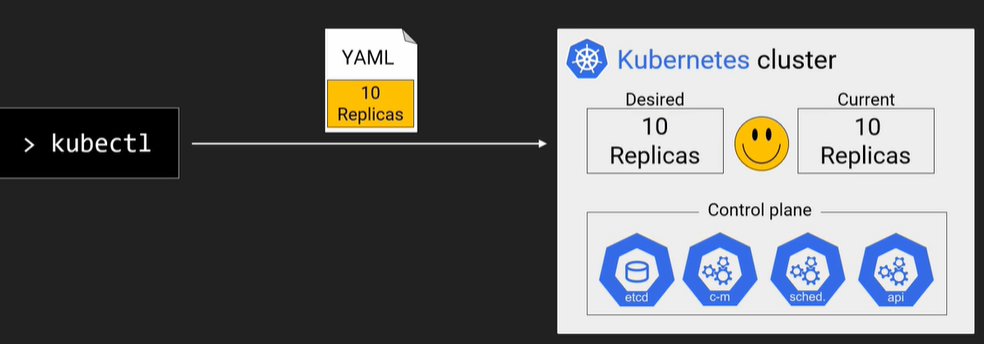 > kubectl
YAML
10
Replicas
Kubernetes cluster
Desired
10
Replicas
Current
10
Replicas
Control plane
etcd
c-m
sched.
api